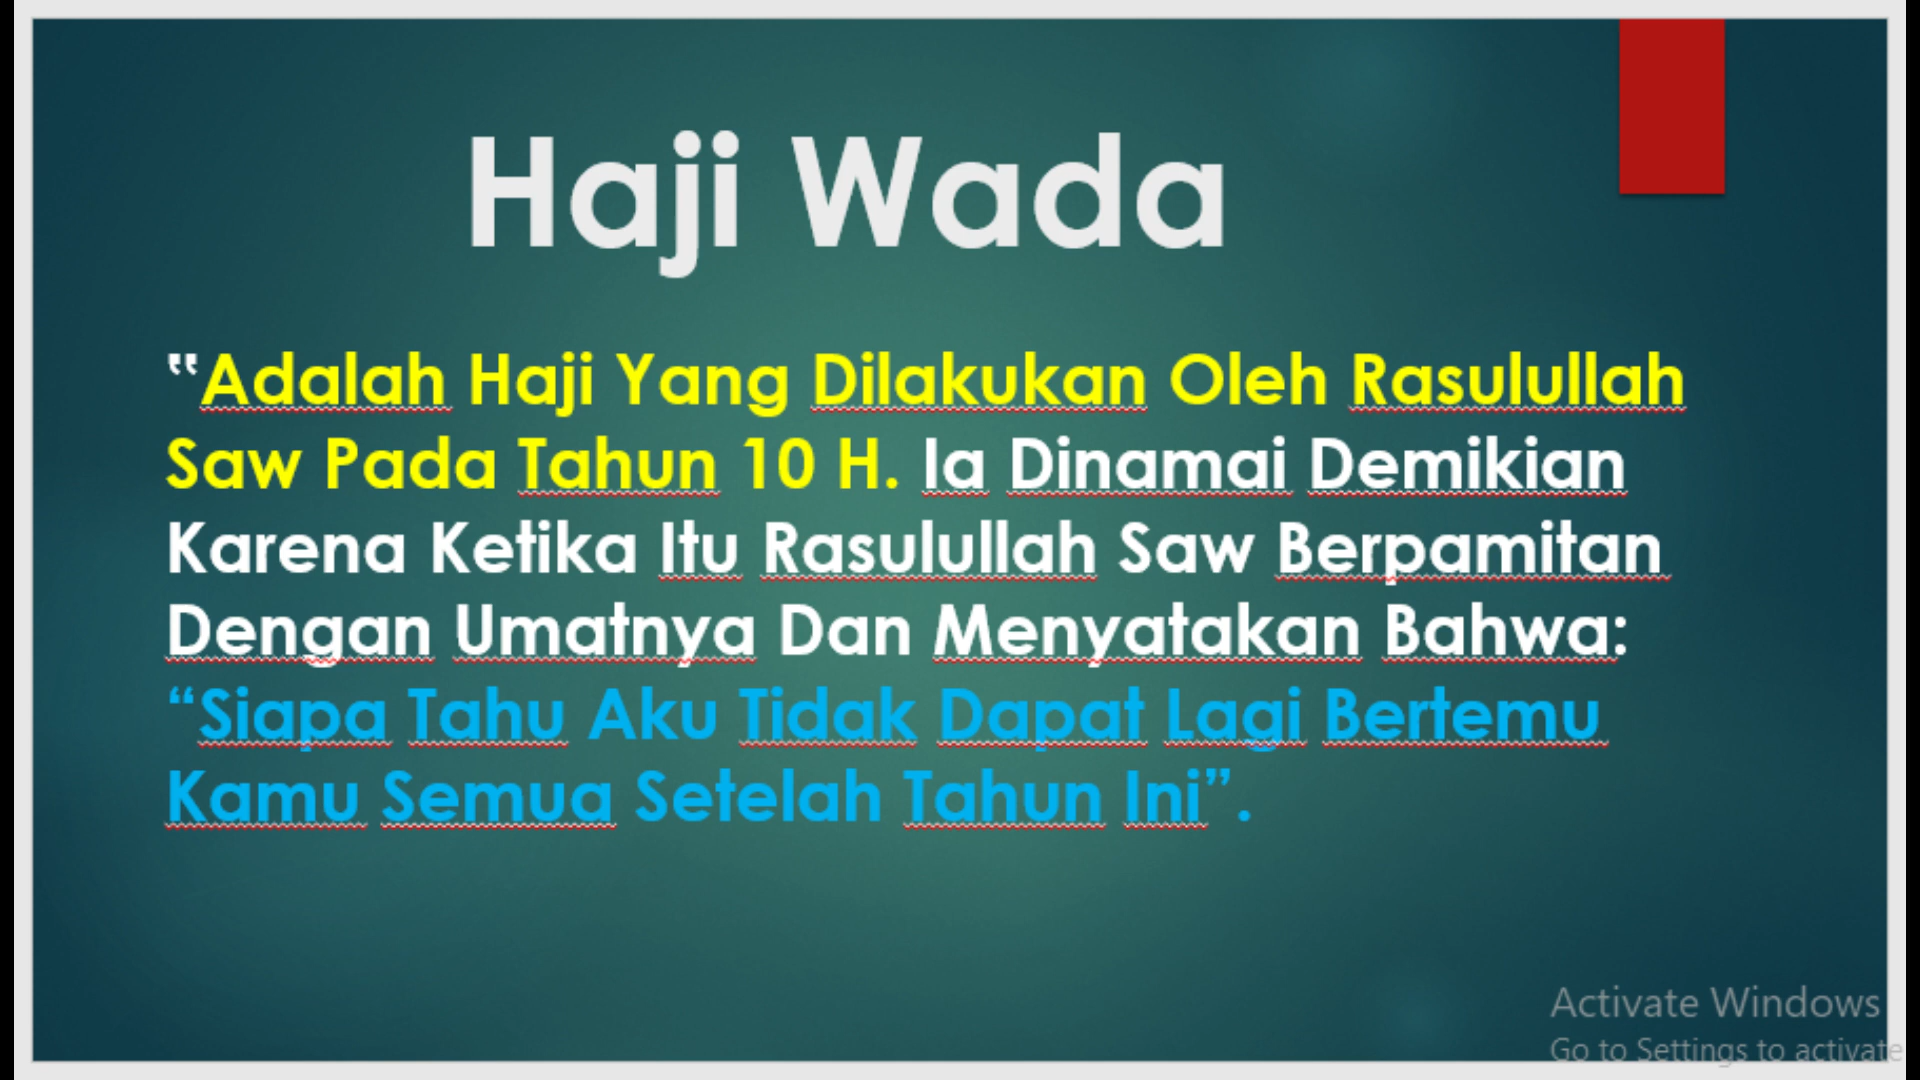 Haji Wada
“Adalah Haji Yang Dilakukan Oleh Rasulullah
Saw Pada Tahun 10 H. Ia Dinamai Demikian
Karena Ketika Itu Rasulullah Saw Berpamitan
Dengan Umatnya Dan Menyatakan Bahwa:
“Siapa Tahu Aku Tidak Dapat Lagi Bertemu
Kamu Semua Setelah Tahun Ini”.
Activate Windows
Go to Settings to activate